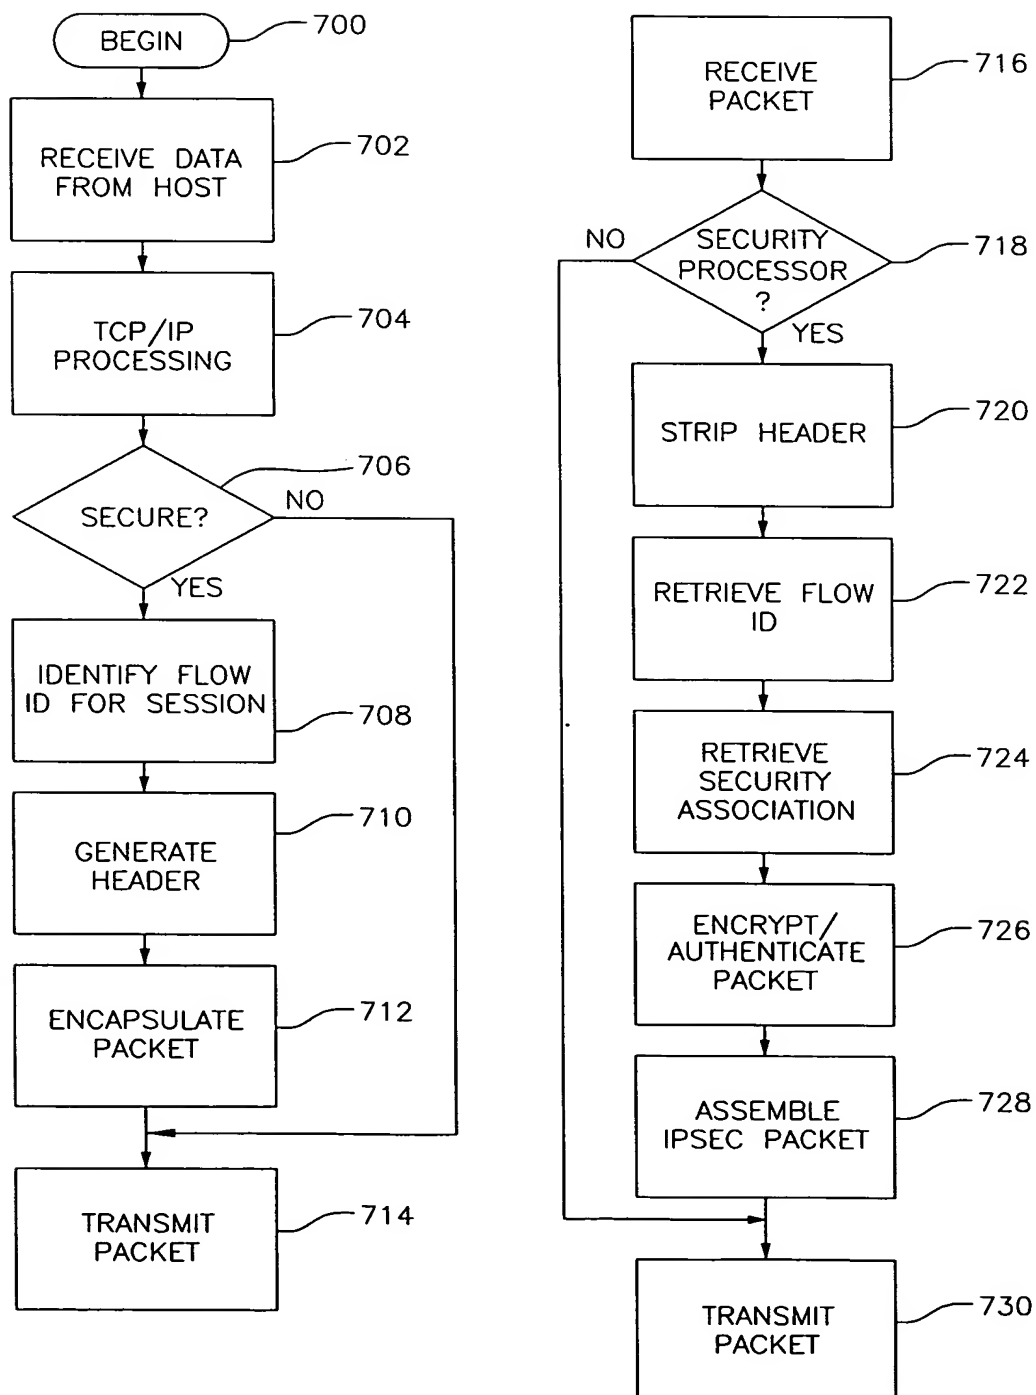 BEGIN
700
RECEIVE DATA
FROM HOST
702
TCP/IP
PROCESSING
704
SECURE?
706
NO
YES
IDENTIFY FLOW
ID FOR SESSION
708
GENERATE
HEADER
710
ENCAPSULATE
PACKET
712
TRANSMIT
PACKET
714
RECEIVE
PACKET
716
NO
SECURITY
PROCESSOR
?
718
YES
STRIP HEADER
720
RETRIEVE FLOW
ID
722
RETRIEVE
SECURITY
ASSOCIATION
724
ENCRYPT/
AUTHENTICATE
PACKET
726
ASSEMBLE
IPSEC PACKET
728
TRANSMIT
PACKET
730